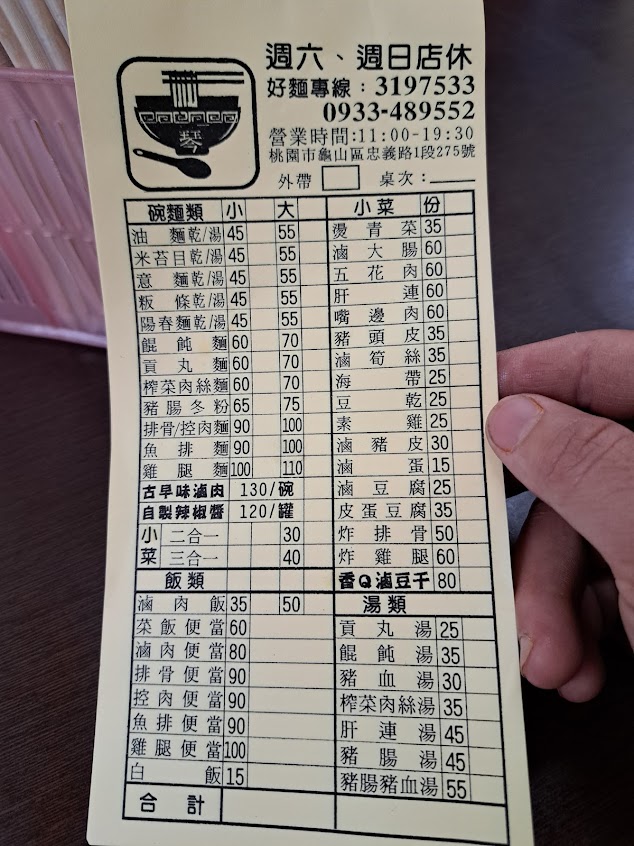 琴
週六、週日店休
好麵專線：3197533
0933-489552
營業時間:11:00-19:30
桃園市龜山區忠義路1段275號
外帶 桌次：
碗麵類 小 大
油麵乾/湯 45 55
米苔目乾/湯 45 55
意麵乾/湯 45 55
粄條乾/湯 45 55
陽春麵乾/湯 45 55
餛飩麵 60 70
貢丸麵 60 70
榨菜肉絲麵 60 70
豬腸冬粉 65 75
排骨/控肉麵 90 100
魚排麵 90 100
雞腿麵 100 110
古早味滷肉 130/碗
自製辣椒醬 120/罐
小菜
二合一 30
三合一 40
飯類
滷肉飯 35 50
菜飯便當 60
滷肉便當 80
排骨便當 90
控肉便當 90
魚排便當 90
雞腿便當 100
白飯 15
合計
小菜 份
燙青菜 35
滷大腸 60
五花肉 60
肝連 60
嘴邊肉 60
豬頭皮 35
滷筍絲 35
海帶 25
豆乾 25
素雞 25
滷豬皮 30
滷蛋 15
滷豆腐 25
皮蛋豆腐 35
炸排骨 50
炸雞腿 60
香Q滷豆干 80
湯類
貢丸湯 25
餛飩湯 35
豬血湯 30
榨菜肉絲湯 35
肝連湯 45
豬腸湯 45
豬腸豬血湯 55